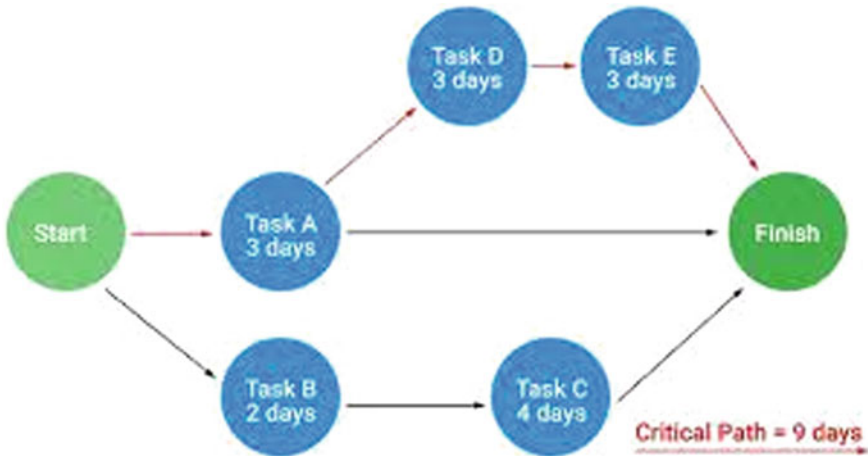 Task D
3 days
Task E
3 days
Start
Task A
3 days
Finish
Task B
2 days
Task C
4 days
Critical Path = 9 days